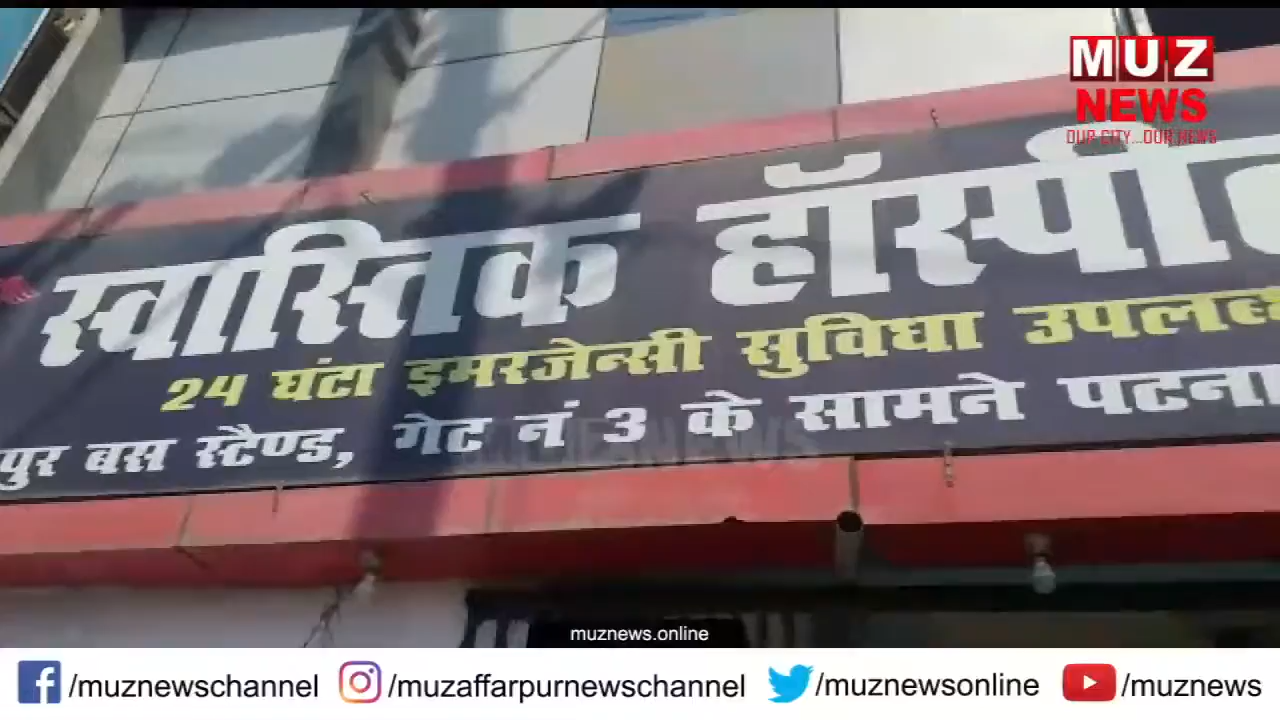 MUZ
NEWS
OUR CITY...OUR NEWS
स्वास्तिक हॉस्पीट
24 घंटा इमरजेन्सी सुविधा उपलब्ध
पुर बस स्टैण्ड, गेट नं 3 के सामने पटना
muznews.online
/muznewschannel /muzaffarpurnewschannel /muznewsonline /muznews